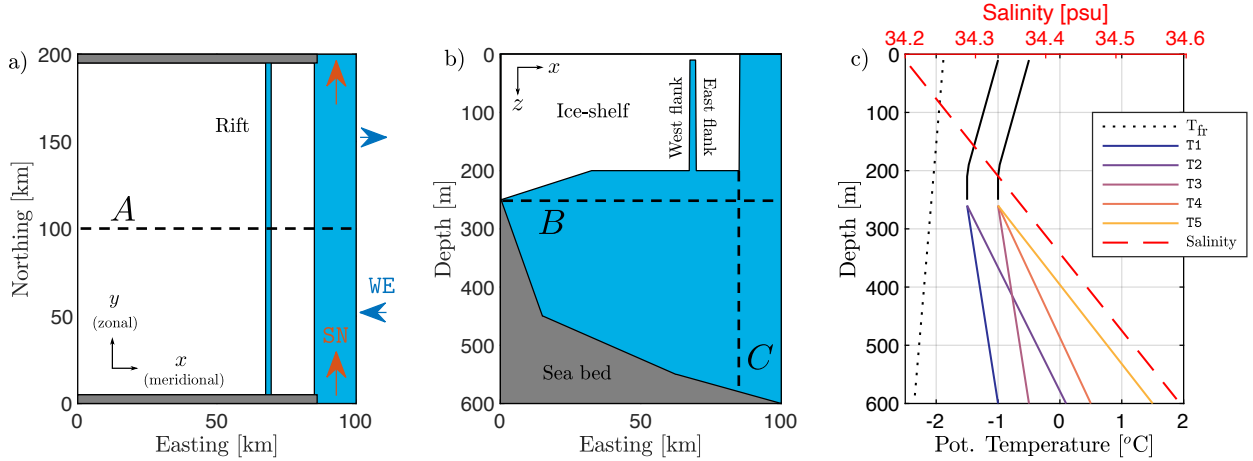 a)
200
150
100
50
0
Northing [km]
Rift
A
WE
SN
y
(zonal)
x
(meridional)
0
50
100
Easting [km]
b)
0
100
200
300
400
500
600
Depth [m]
x
z
Ice-shelf
West flank
East flank
B
C
Sea bed
0
50
100
Easting [km]
Salinity [psu]
34.2
34.3
34.4
34.5
34.6
c)
0
100
200
300
400
500
600
Depth [m]
T_fr
T1
T2
T3
T4
T5
Salinity
-2
-1
0
1
2
Pot. Temperature [°C]